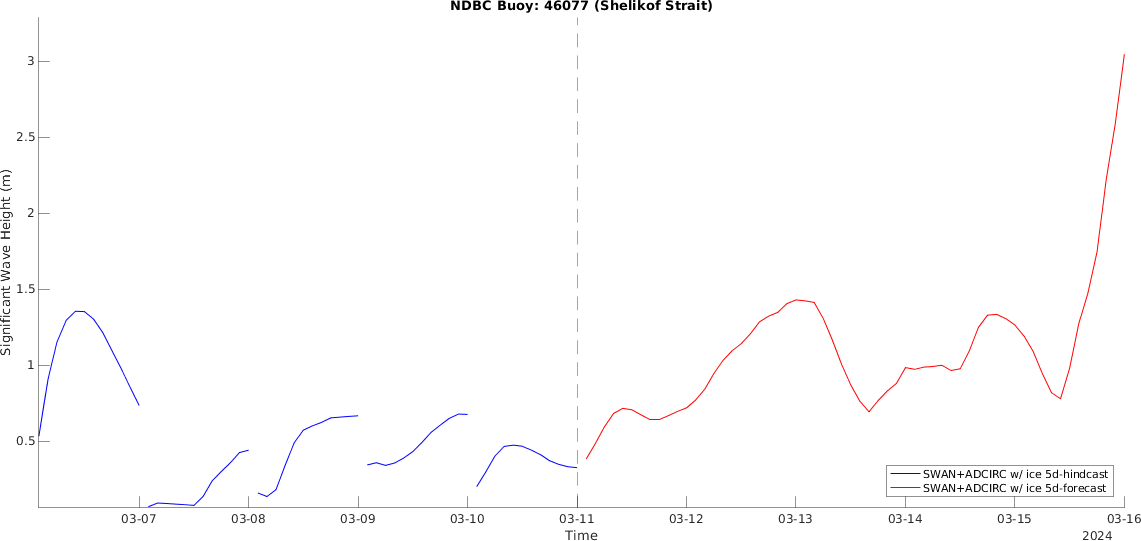 NDBC Buoy: 46077 (Shelikof Strait)
3
2.5
2
1.5
1
0.5
Significant Wave Height (m)
SWAN+ADCIRC w/ ice 5d-hindcast
SWAN+ADCIRC w/ ice 5d-forecast
03-07 03-08 03-09 03-10 03-11 03-12 03-13 03-14 03-15 03-16
Time
2024